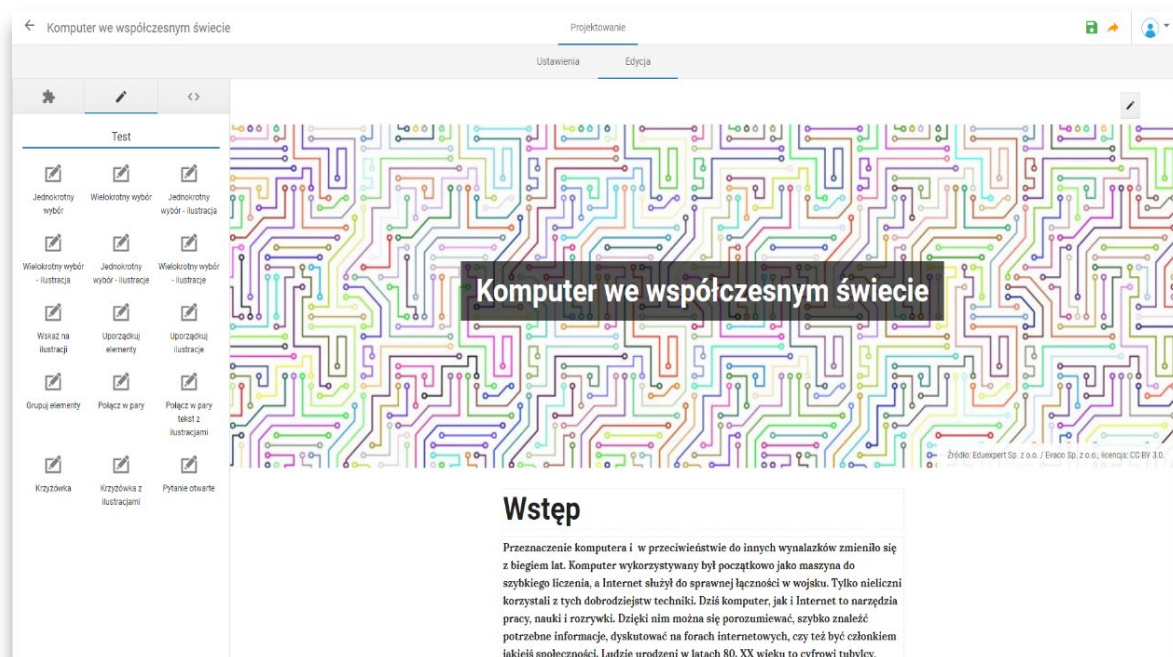 Komputer we współczesnym świecie
Projektowanie
Ustawienia
Edycja
Test
Jednokrotny
wybór
Wielokrotny wybór
Jednokrotny
wybór - ilustracja
Wielokrotny wybór
- ilustracja
Jednokrotny
wybór - ilustracje
Wielokrotny wybór
- ilustracje
Wskaż na
ilustracji
Uporządkuj
elementy
Uporządkuj
ilustracje
Grupuj elementy
Połącz w pary
Połącz w pary
tekst z
ilustracjami
Krzyżówka
Krzyżówka z
ilustracjami
Pytanie otwarte
Komputer we współczesnym świecie
Źródło: Eduexpert Sp. z o.o. / Evaco Sp. z o.o., licencja: CC BY 3.0.
Wstęp
Przeznaczenie komputera i w przeciwieństwie do innych wynalazków zmieniło się
z biegiem lat. Komputer wykorzystywany był początkowo jako maszyna do
szybkiego liczenia, a Internet służył do sprawnej łączności w wojsku. Tylko nieliczni
korzystali z tych dobrodziejstw techniki. Dziś komputer, jak i Internet to narzędzia
pracy, nauki i rozrywki. Dzięki nim można się porozumiewać, szybko znaleźć
potrzebne informacje, dyskutować na forach internetowych, czy też być członkiem
jakiejś społeczności. Ludzie urodzeni w latach 80. XX wieku to cyfrowi tubylcy.